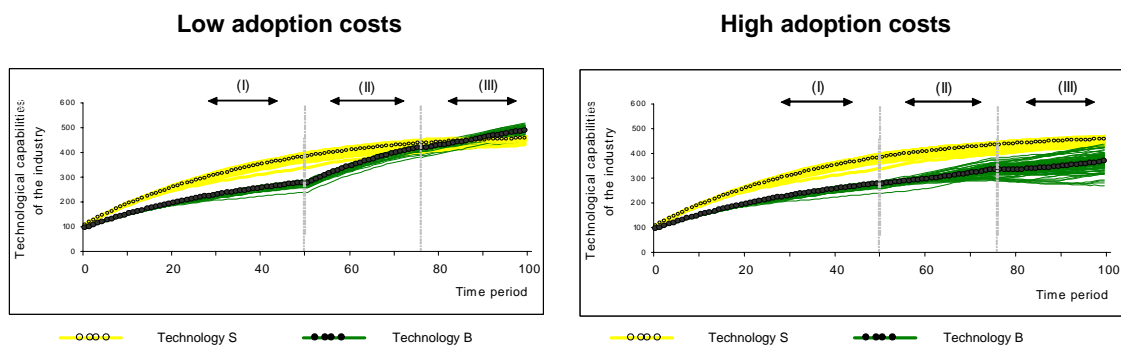 Low adoption costs
High adoption costs
Technological capabilities
of the industry
600
500
400
300
200
100
0
(I)
(II)
(III)
0
20
40
60
80
100
Time period
Technology S
Technology B
Technological capabilities
of the industry
600
500
400
300
200
100
0
(I)
(II)
(III)
0
20
40
60
80
100
Time period
Technology S
Technology B